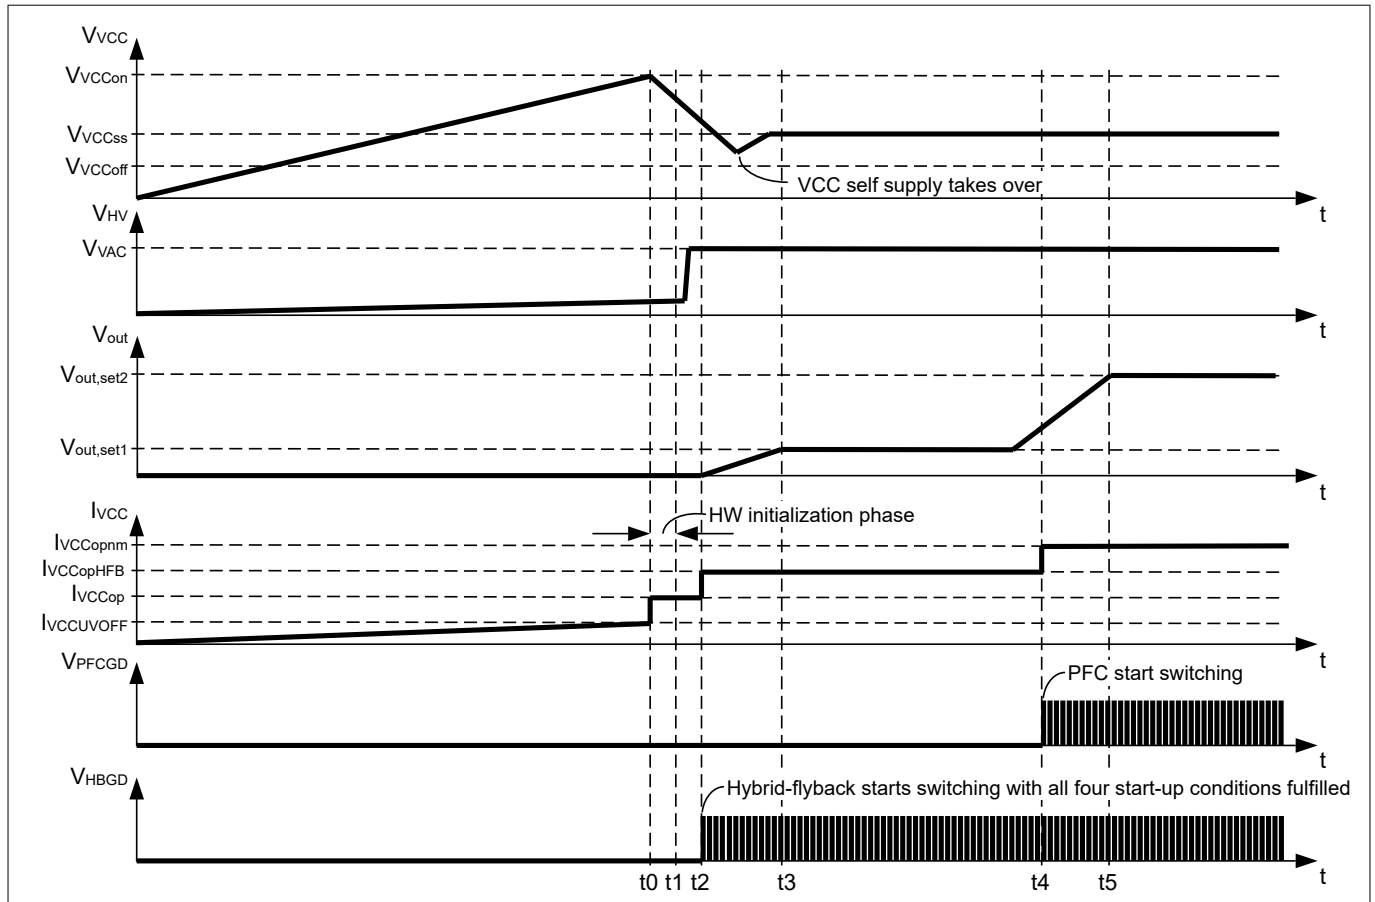 VVCC
VVCCon
VVCCss
VVCCoff
VCC self supply takes over
t
VHV
VVAC
t
Vout
Vout,set2
Vout,set1
t
IVCC
HW initialization phase
IVCCopnm
IVCCopHFB
IVCCop
IVCCUVOFF
t
VPFCGD
PFC start switching
t
VHBGD
Hybrid-flyback starts switching with all four start-up conditions fulfilled
t
t0 t1 t2 t3 t4 t5